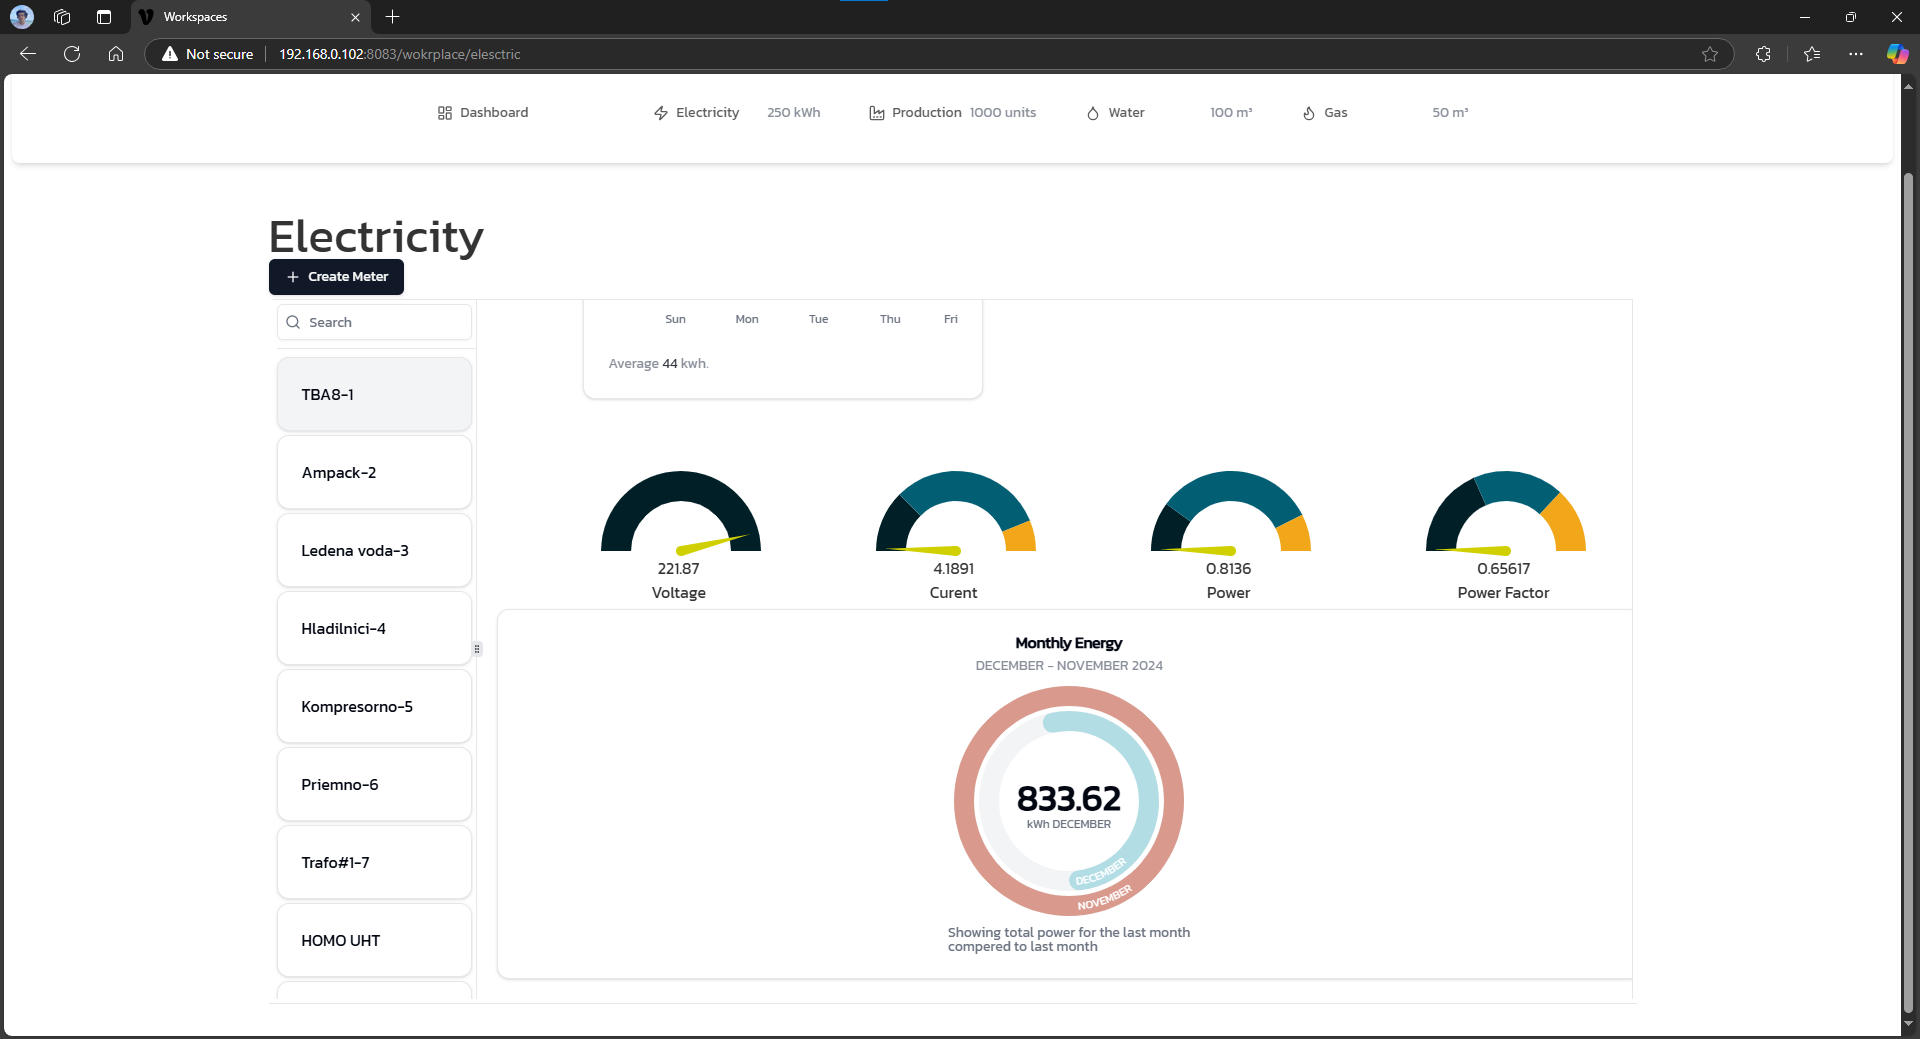 Workspaces
Not secure 192.168.0.102:8083/wokrplace/elesctric
Dashboard Electricity 250 kWh Production 1000 units Water 100 m³ Gas 50 m³
Electricity
Create Meter
Search
TBA8-1
Ampack-2
Ledena voda-3
Hladilnici-4
Kompresorno-5
Priemno-6
Trafo#1-7
HOMO UHT
Sun Mon Tue Thu Fri
Average 44 kwh.
221.87 4.1891 0.8136 0.65617
Voltage Curent Power Power Factor
Monthly Energy
DECEMBER - NOVEMBER 2024
833.62
kWh DECEMBER
DECEMBER
NOVEMBER
Showing total power for the last month
compered to last month